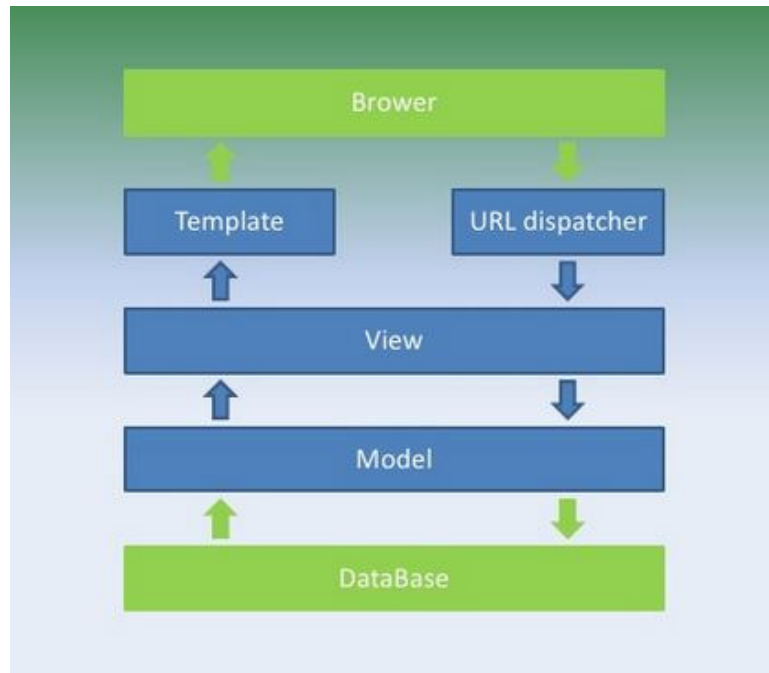 Brower
Template
URL dispatcher
View
Model
DataBase